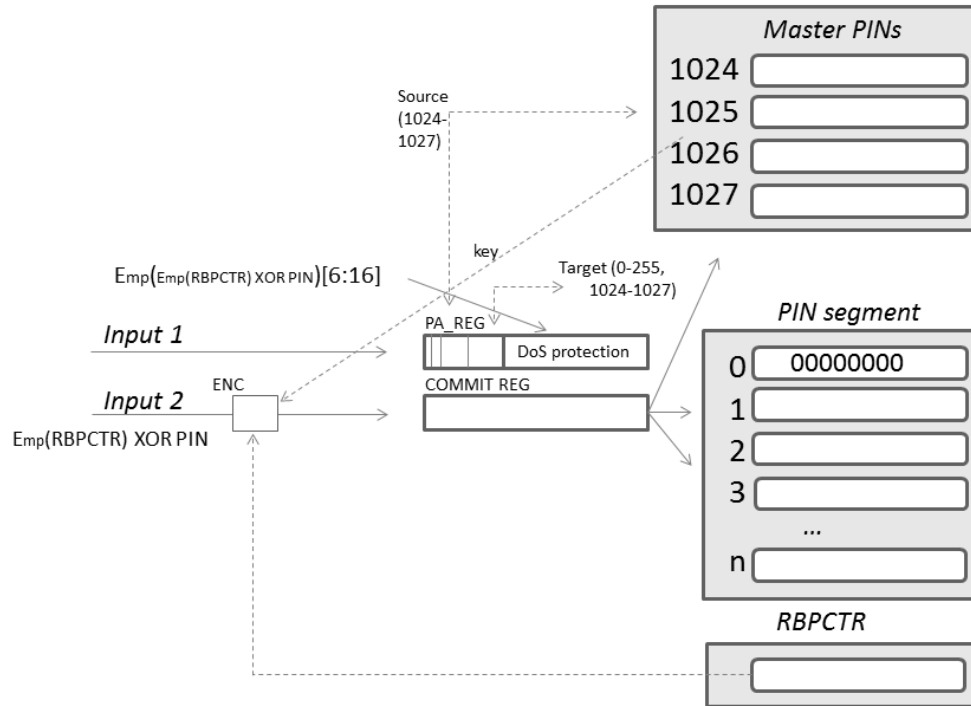 Master PINs
1024
1025
1026
1027
Source
(1024-
1027)
key
Emp(Emp(RBPCTR) XOR PIN)[6:16]
Target (0-255,
1024-1027)
Input 1
PA_REG
DoS protection
PIN segment
0 00000000
1
2
3
...
n
ENC
COMMIT REG
Input 2
Emp(RBPCTR) XOR PIN
RBPCTR